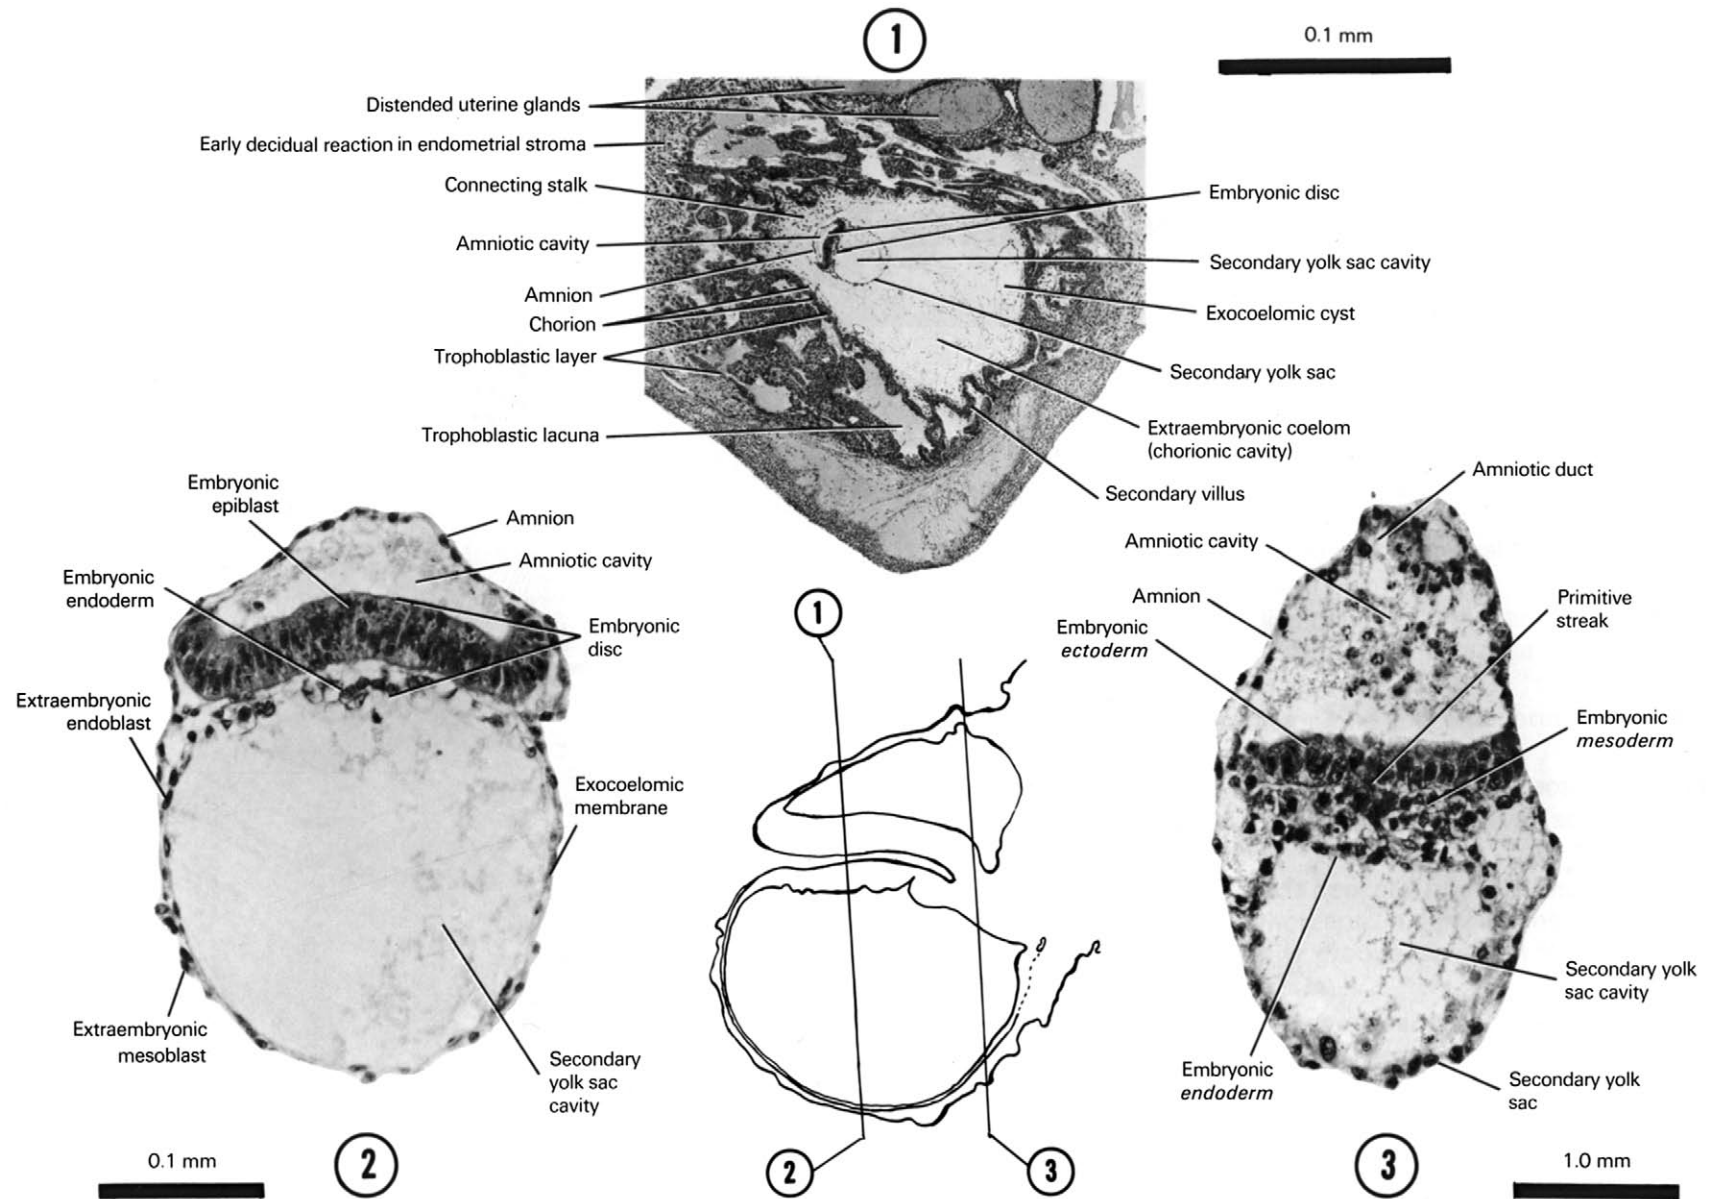 1
0.1 mm
Distended uterine glands
Early decidual reaction in endometrial stroma
Connecting stalk
Amniotic cavity
Amnion
Chorion
Trophoblastic layer
Trophoblastic lacuna
Embryonic disc
Secondary yolk sac cavity
Exocoelomic cyst
Secondary yolk sac
Extraembryonic coelom
(chorionic cavity)
Secondary villus
Embryonic
epiblast
Amnion
Amniotic cavity
Embryonic
endoderm
Embryonic
disc
Extraembryonic
endoblast
Exocoelomic
membrane
Extraembryonic
mesoblast
Secondary
yolk sac
cavity
0.1 mm
2
1
2
3
Amniotic duct
Amniotic cavity
Amnion
Embryonic
ectoderm
Primitive
streak
Embryonic
mesoderm
Secondary yolk
sac cavity
Embryonic
endoderm
Secondary yolk
sac
3
1.0 mm